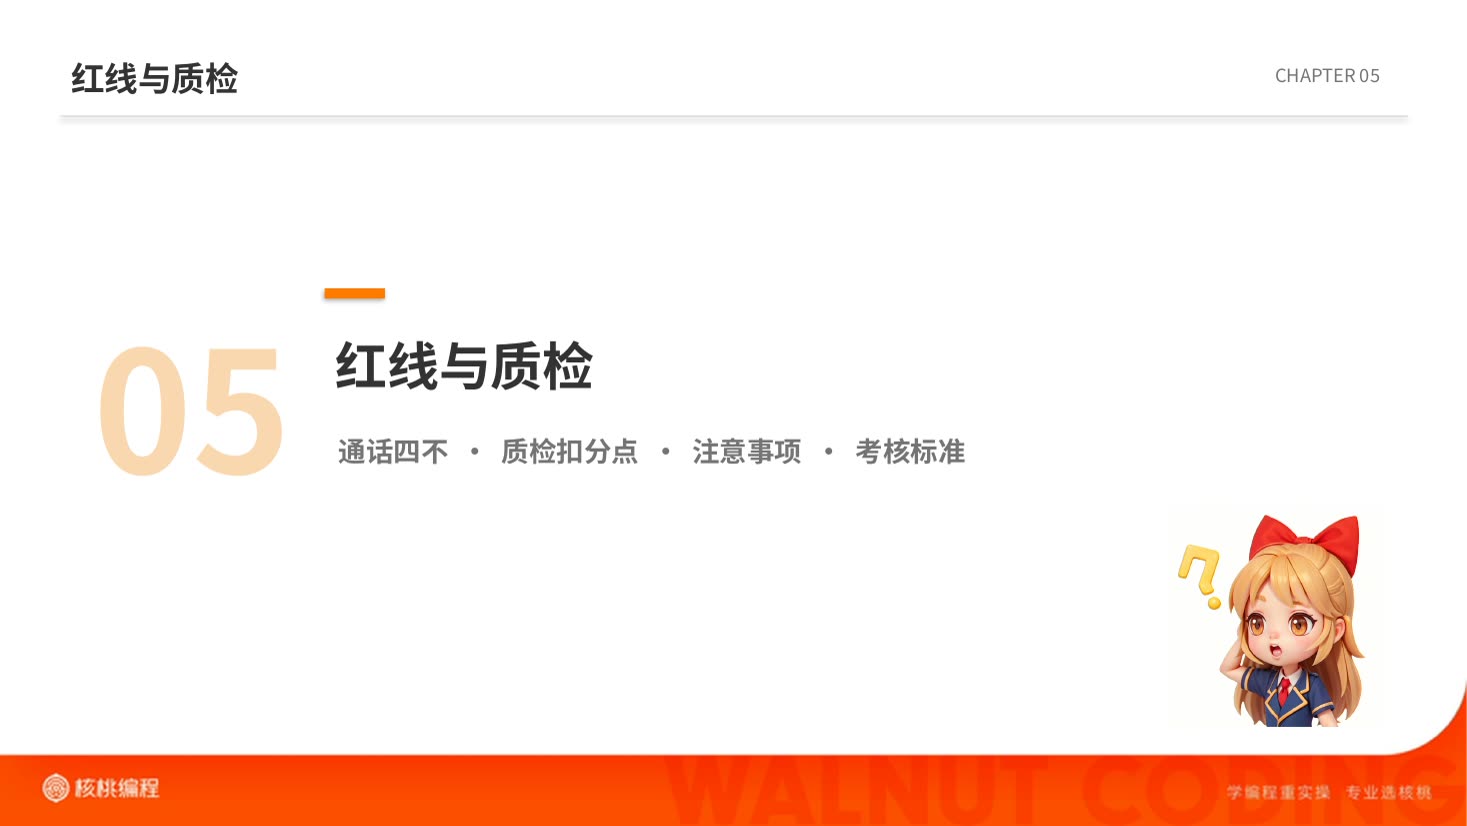 红线与质检
CHAPTER 05
05
红线与质检
通话四不 • 质检扣分点 • 注意事项 • 考核标准
核桃编程
WALNUT CODING
学编程重实操 专业选核桃